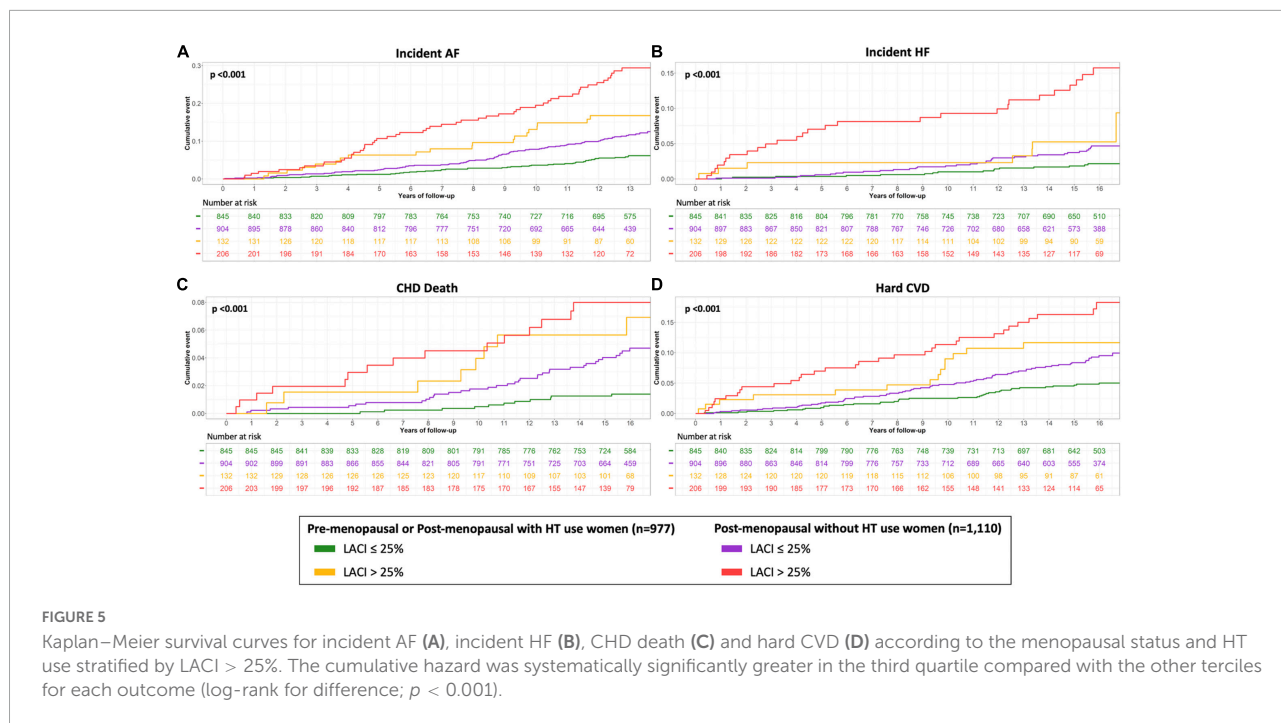 A Incident AF
p <0.001
Cumulative event
0.3
0.2
0.1
0.0
0 1 2 3 4 5 6 7 8 9 10 11 12 13
Years of follow-up
Number at risk
845 840 833 820 809 797 783 764 753 740 727 716 695 575
904 895 878 860 840 812 796 777 751 720 692 665 644 439
132 131 126 120 118 117 117 113 108 106 99 91 87 60
206 201 196 191 184 170 163 158 153 146 139 132 120 72
B Incident HF
p <0.001
Cumulative event
0.15
0.10
0.05
0.00
0 1 2 3 4 5 6 7 8 9 10 11 12 13 14 15 16
Years of follow-up
Number at risk
845 841 835 825 816 804 796 781 770 758 745 738 723 707 690 650 510
904 897 883 867 850 821 807 788 767 746 726 702 680 658 621 573 388
132 129 126 122 122 122 122 120 117 114 111 104 102 99 94 90 59
206 198 192 186 182 173 168 166 163 158 152 149 143 135 127 117 69
C CHD Death
p <0.001
Cumulative event
0.08
0.06
0.04
0.02
0.00
0 1 2 3 4 5 6 7 8 9 10 11 12 13 14 15 16
Years of follow-up
Number at risk
845 845 845 841 839 833 828 819 809 801 791 785 776 762 753 724 584
904 902 899 891 883 866 855 844 821 805 791 771 751 725 703 664 459
132 132 129 128 126 126 126 125 123 120 117 110 109 107 103 101 68
206 203 199 197 196 192 187 185 183 178 175 170 167 155 147 139 79
D Hard CVD
p <0.001
Cumulative event
0.15
0.10
0.05
0.00
0 1 2 3 4 5 6 7 8 9 10 11 12 13 14 15 16
Years of follow-up
Number at risk
845 840 835 824 814 799 790 776 763 748 739 731 713 697 681 642 503
904 896 880 863 846 814 799 776 757 733 712 689 665 640 603 555 374
132 128 124 120 120 120 119 116 115 112 106 100 98 95 91 87 61
206 199 193 190 185 177 173 170 166 162 155 148 141 133 124 114 65
Pre-menopausal or Post-menopausal with HT use women (n=977)
LACI ≤ 25%
LACI > 25%
Post-menopausal without HT use women (n=1,110)
LACI ≤ 25%
LACI > 25%
FIGURE 5
Kaplan–Meier survival curves for incident AF (A), incident HF (B), CHD death (C) and hard CVD (D) according to the menopausal status and HT
use stratified by LACI > 25%. The cumulative hazard was systematically significantly greater in the third quartile compared with the other terciles
for each outcome (log-rank for difference; p < 0.001).